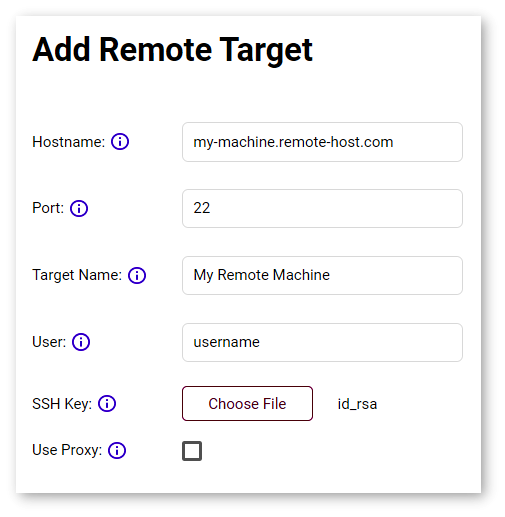 Add Remote Target
Hostname: my-machine.remote-host.com
Port: 22
Target Name: My Remote Machine
User: username
SSH Key: Choose File id_rsa
Use Proxy: